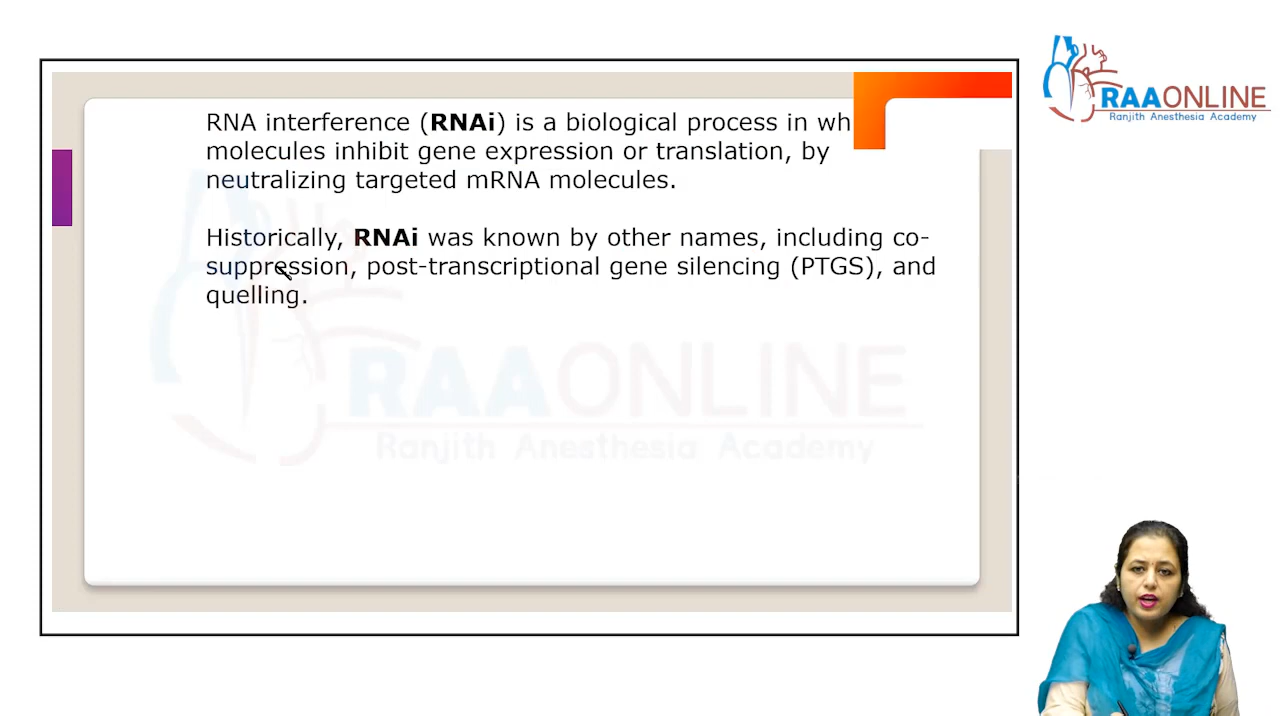 RNA interference (RNAi) is a biological process in wh
molecules inhibit gene expression or translation, by
neutralizing targeted mRNA molecules.
Historically, RNAi was known by other names, including co-
suppression, post-transcriptional gene silencing (PTGS), and
quelling.
RAAONLINE
Ranjith Anesthesia Academy
RAAONLINE
Ranjith Anesthesia Academy